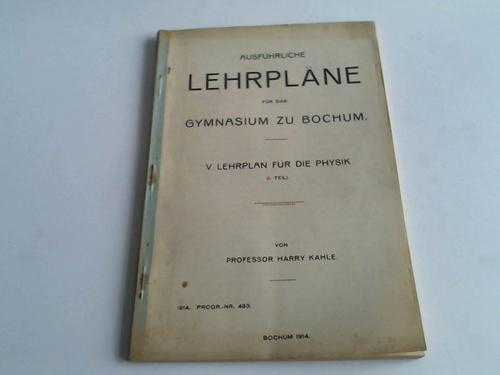 AUSFÜHRLICHE
LEHRPLÄNE
FÜR DAS
GYMNASIUM ZU BOCHUM.
V. LEHRPLAN FÜR DIE PHYSIK
(I. TEIL).
VON
PROFESSOR HARRY KAHLE.
1914. PROGR.-NR. 483.
BOCHUM 1914.